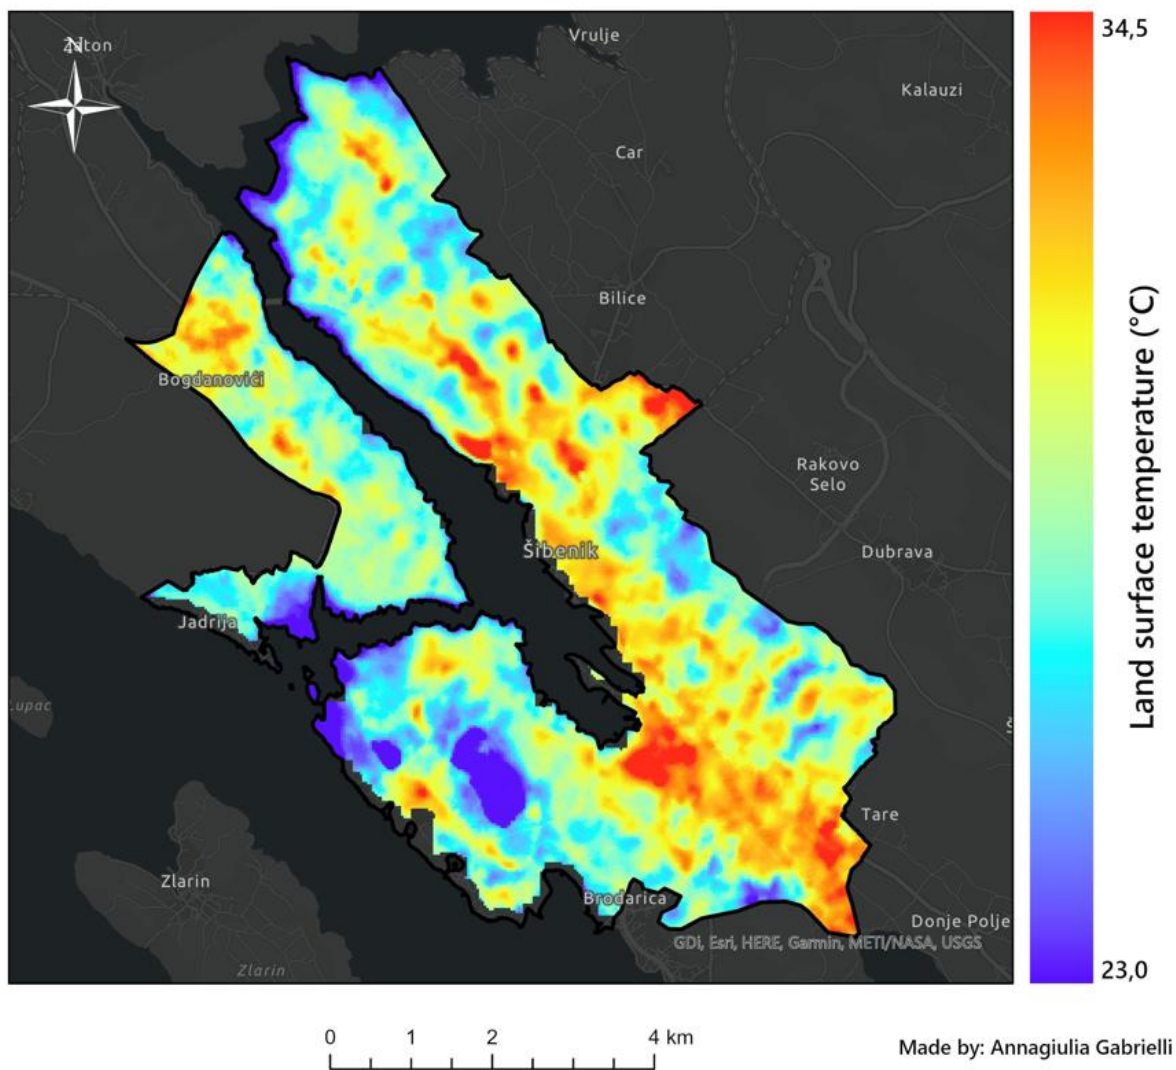 Vrulje
Zaton
N
Kalauzi
Car
Bilice
Bogdanovići
Rakovo
Selo
Šibenik
Dubrava
Jadrija
Lupac
Tare
Zlarin
Brodarica
Donje Polje
GDi, Esri, HERE, Garmin, METI/NASA, USGS
Zlarin
34,5
Land surface temperature (°C)
23,0
0 1 2 4 km
Made by: Annagiulia Gabrielli